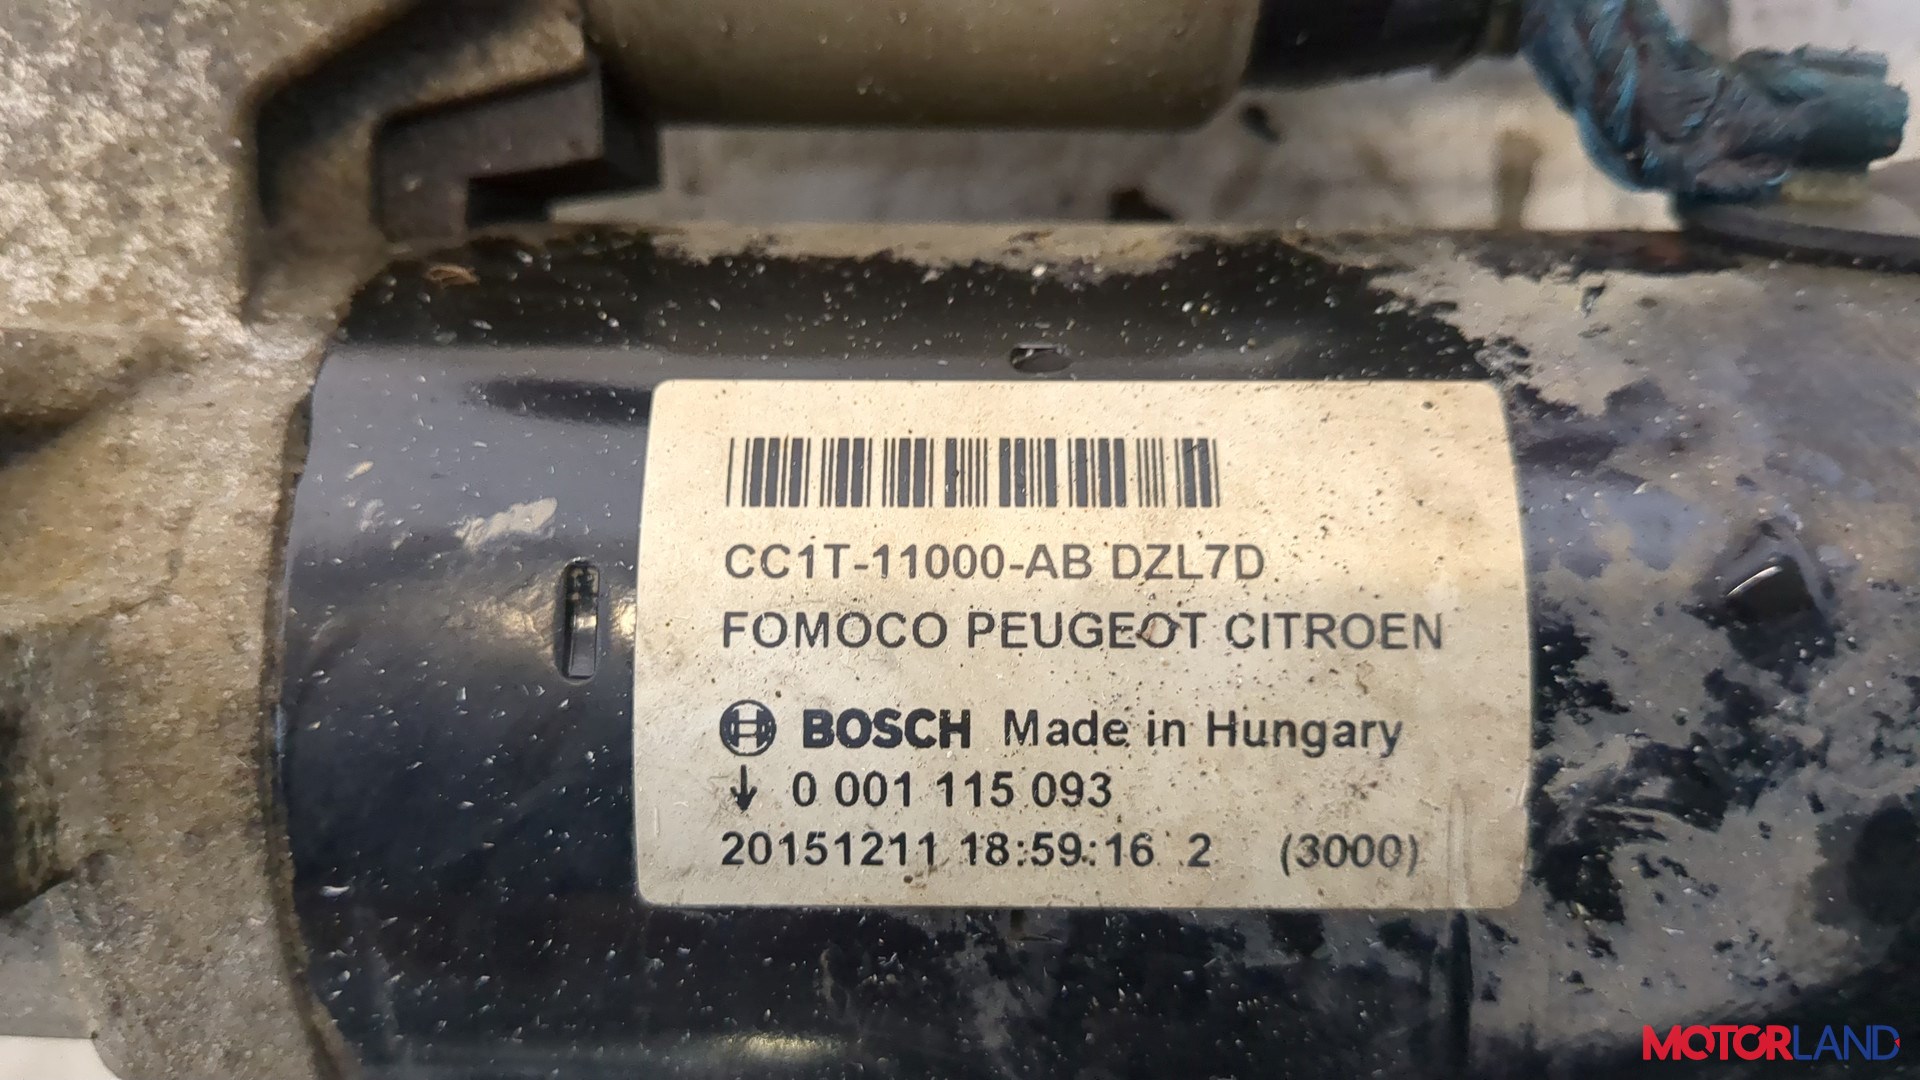 CC1T-11000-AB DZL7D
FOMOCO PEUGEOT CITROEN
BOSCH Made in Hungary
↓ 0 001 115 093
20151211 18:59:16 2 (3000)
MOTORLAND